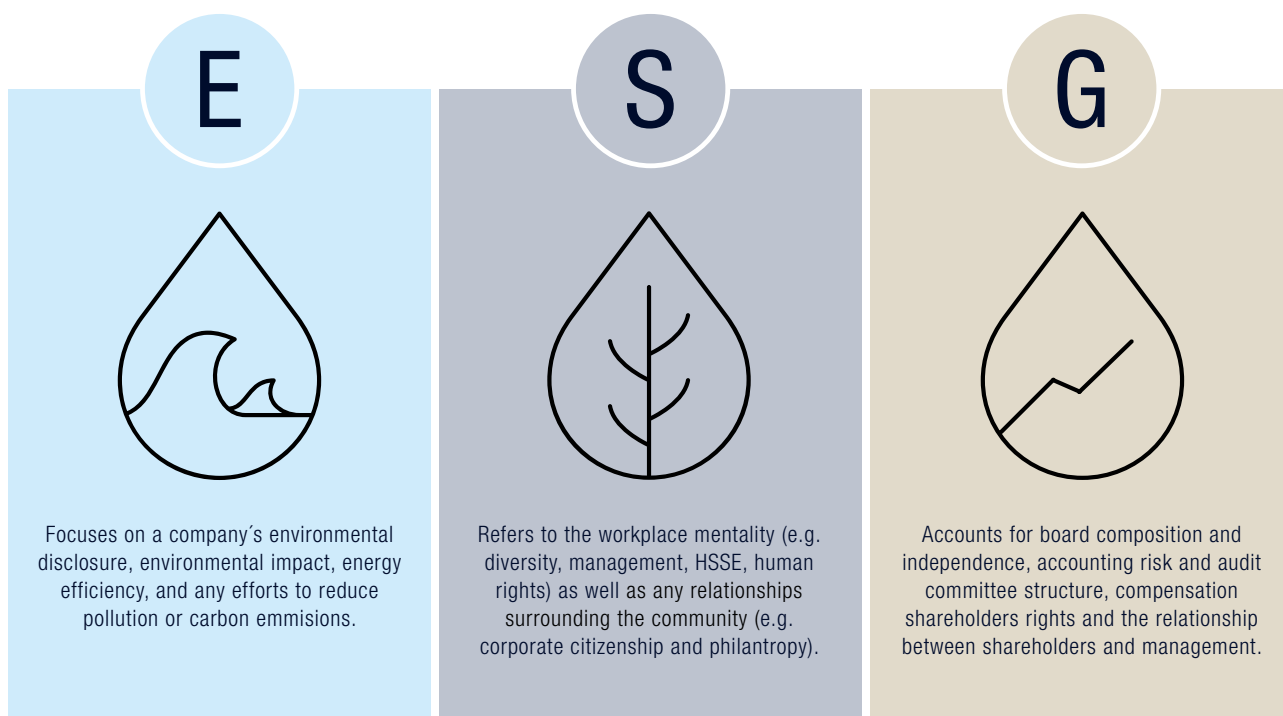 E
Focuses on a company´s environmental
disclosure, environmental impact, energy
efficiency, and any efforts to reduce
pollution or carbon emmisions.
S
Refers to the workplace mentality (e.g.
diversity, management, HSSE, human
rights) as well as any relationships
surrounding the community (e.g.
corporate citizenship and philantropy).
G
Accounts for board composition and
independence, accounting risk and audit
committee structure, compensation
shareholders rights and the relationship
between shareholders and management.